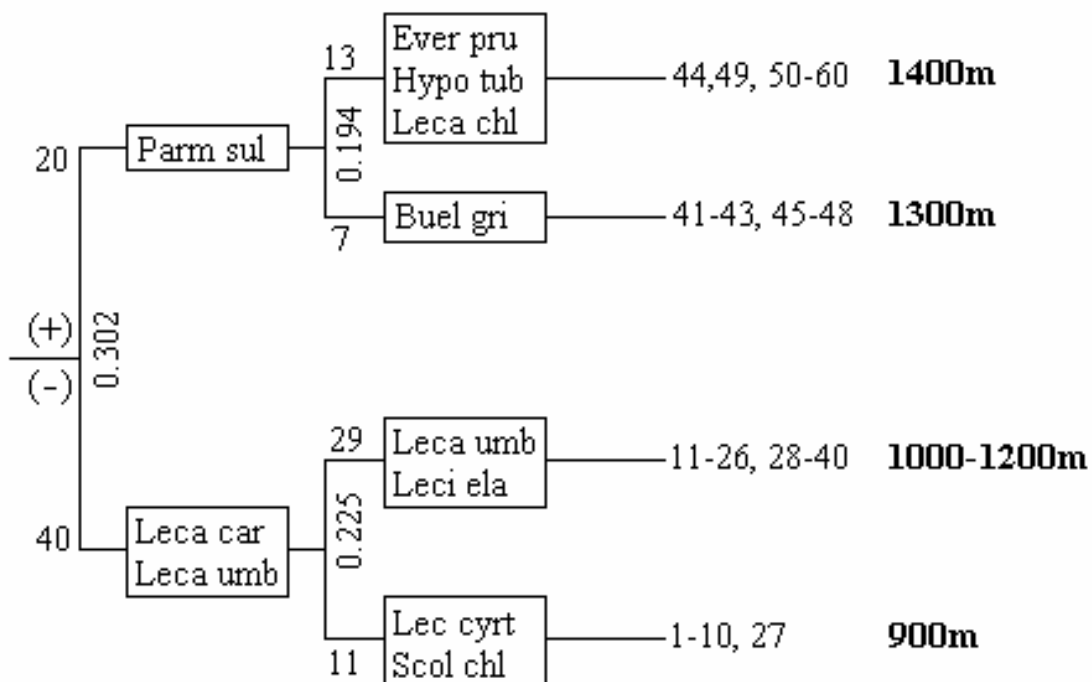 13
Ever pru
Hypo tub
Leca chl
44,49, 50-60 1400m
20
Parm sul
0.194
7
Buel gri
41-43, 45-48 1300m
(+)
(-)
0.302
29
Leca umb
Leci ela
11-26, 28-40 1000-1200m
40
Leca car
Leca umb
0.225
11
Lec cyrt
Scol chl
1-10, 27 900m